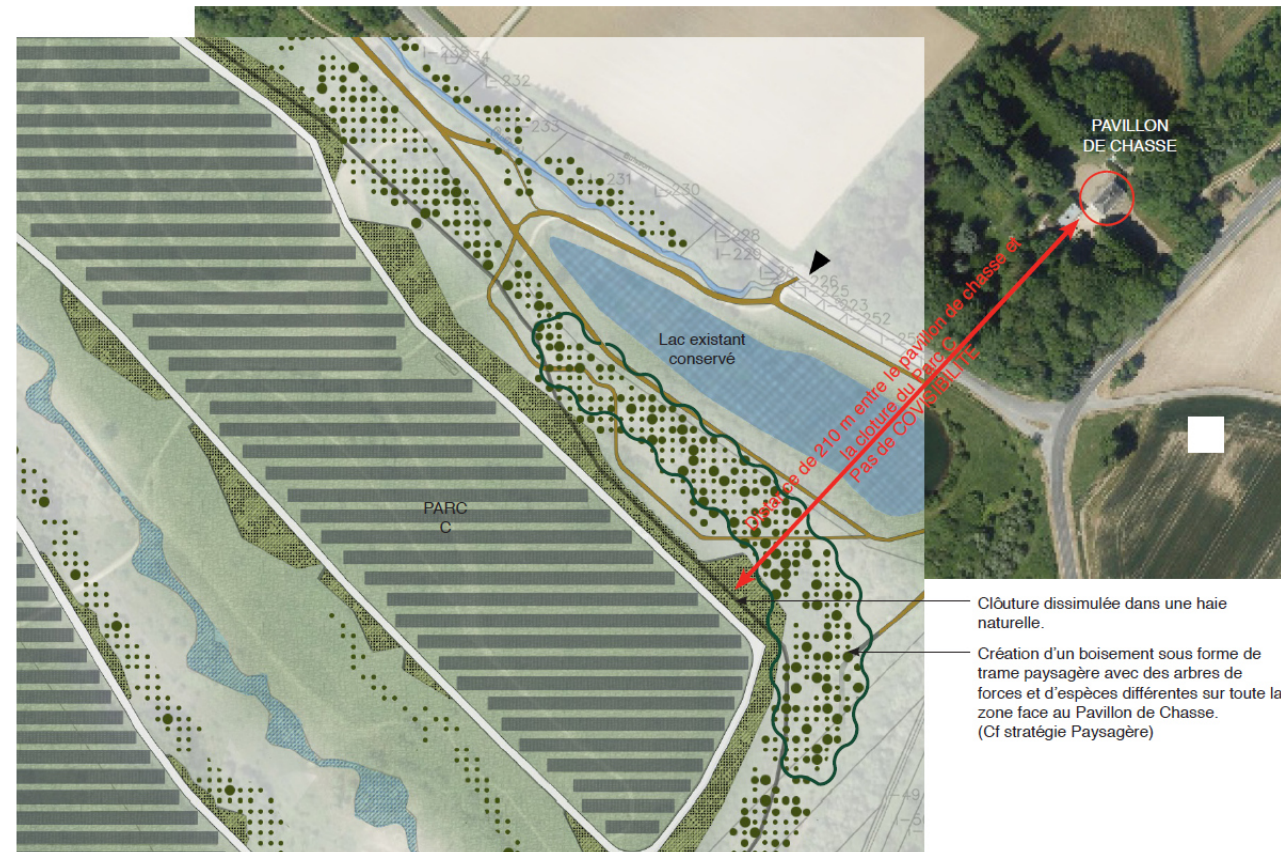 PAVILLON
DE CHASSE
232
233
231
230
228
226
225
223
252
Lac existant
conservé
Distance de 210 m entre le pavillon de chasse et
la cloture du Parc C.
Pas de COVISIBILITE
PARC
C
Clôuture dissimulée dans une haie
naturelle.
Création d'un boisement sous forme de
trame paysagère avec des arbres de
forces et d'espèces différentes sur toute la
zone face au Pavillon de Chasse.
(Cf stratégie Paysagère)